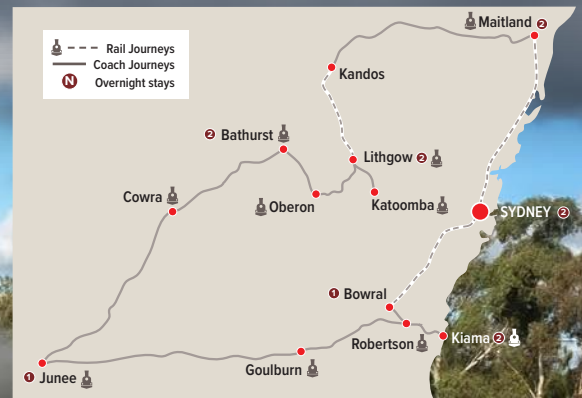 Rail Journeys
Coach Journeys
N Overnight stays
Maitland 2
Kandos
2 Bathurst
Lithgow 2
Cowra
Oberon
Katoomba
SYDNEY 2
1 Bowral
Robertson
Kiama 2
Goulburn
1 Junee